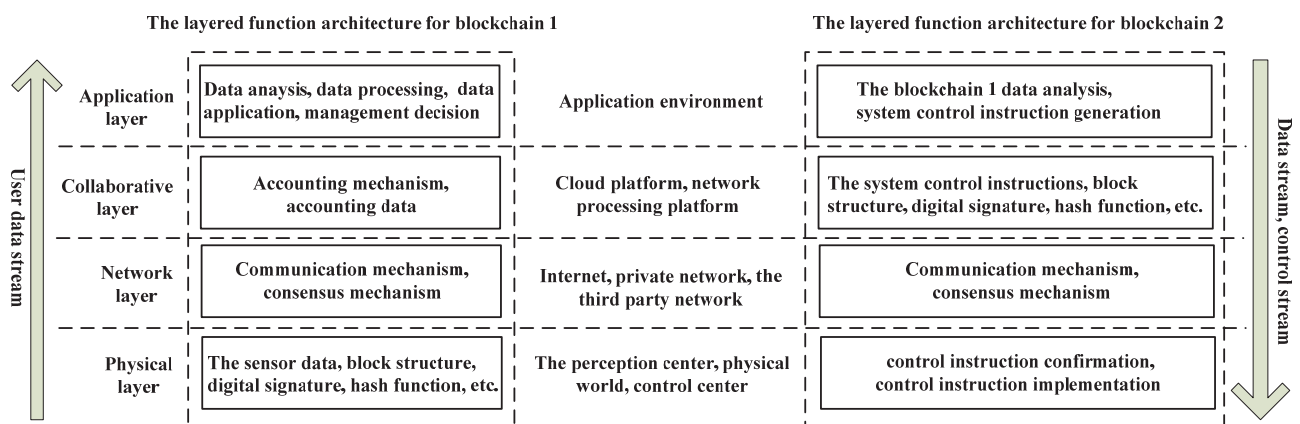 The layered function architecture for blockchain 1
The layered function architecture for blockchain 2
User data stream
Application
layer
Data anaysis, data processing, data
application, management decision
Application environment
The blockchain 1 data analysis,
system control instruction generation
Collaborative
layer
Accounting mechanism,
accounting data
Cloud platform, network
processing platform
The system control instructions, block
structure, digital signature, hash function, etc.
Network
layer
Communication mechanism,
consensus mechanism
Internet, private network, the
third party network
Communication mechanism,
consensus mechanism
Physical
layer
The sensor data, block structure,
digital signature, hash function, etc.
The perception center, physical
world, control center
control instruction confirmation,
control instruction implementation
Data stream, control stream